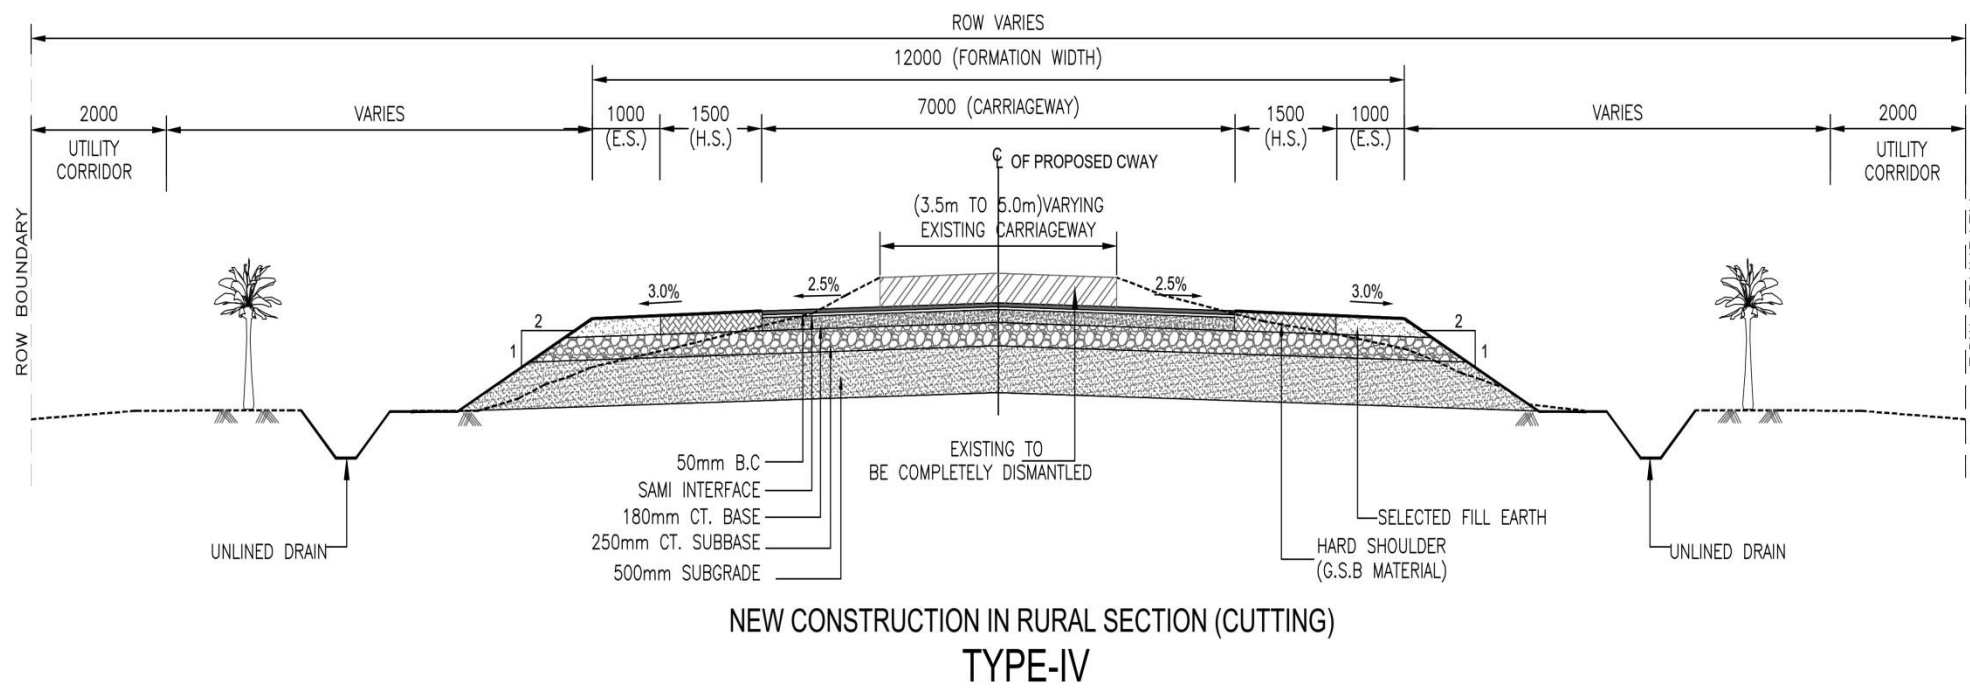 ROW VARIES
12000 (FORMATION WIDTH)
2000
VARIES
1000
(E.S.)
1500
(H.S.)
7000 (CARRIAGEWAY)
1500
(H.S.)
1000
(E.S.)
VARIES
2000
UTILITY
CORRIDOR
UTILITY
CORRIDOR
℄ OF PROPOSED CWAY
(3.5m TO 5.0m)VARYING
EXISTING CARRIAGEWAY
ROW BOUNDARY
3.0%
2.5%
2.5%
3.0%
2
1
2
1
50mm B.C
SAMI INTERFACE
180mm CT. BASE
250mm CT. SUBBASE
500mm SUBGRADE
EXISTING TO
BE COMPLETELY DISMANTLED
SELECTED FILL EARTH
HARD SHOULDER
(G.S.B MATERIAL)
UNLINED DRAIN
UNLINED DRAIN
NEW CONSTRUCTION IN RURAL SECTION (CUTTING)
TYPE-IV